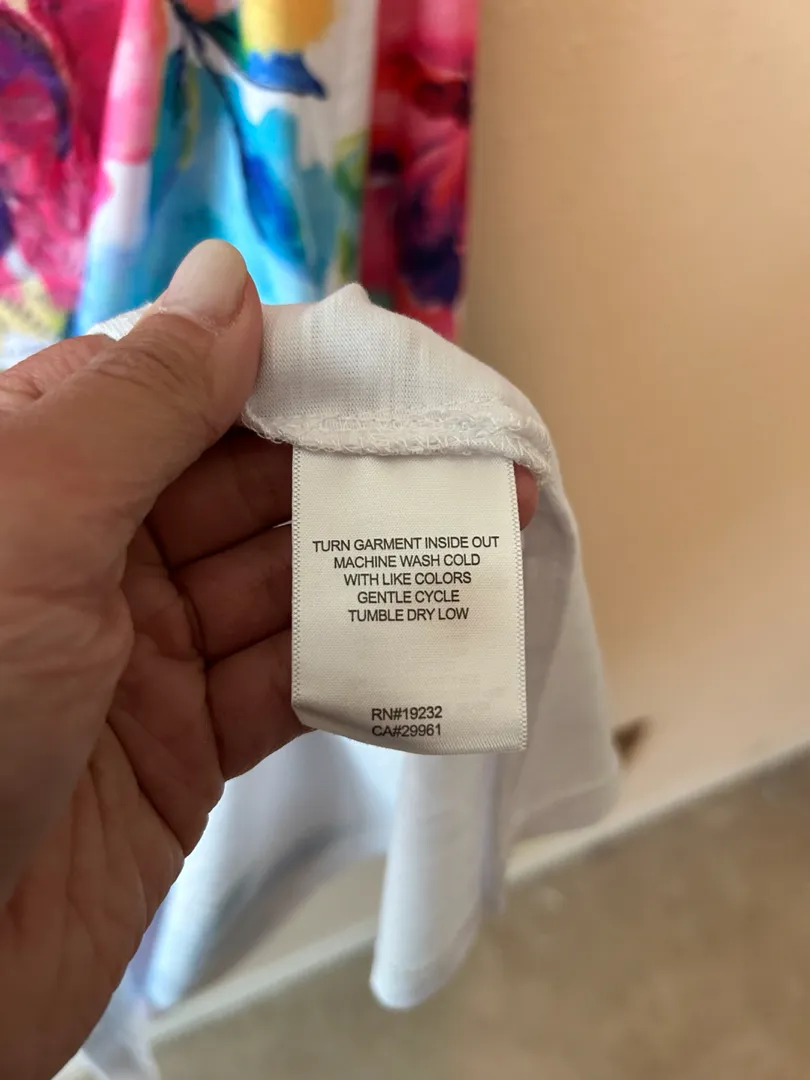 TURN GARMENT INSIDE OUT
MACHINE WASH COLD
WITH LIKE COLORS
GENTLE CYCLE
TUMBLE DRY LOW
RN#19232
CA#29961